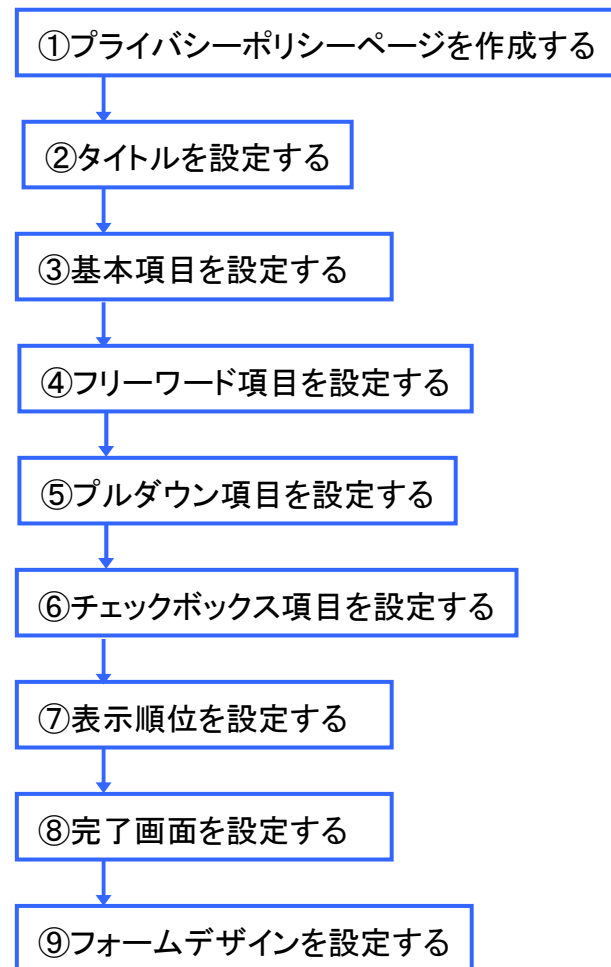 ①プライバシーポリシーページを作成する
②タイトルを設定する
③基本項目を設定する
④フリーワード項目を設定する
⑤プルダウン項目を設定する
⑥チェックボックス項目を設定する
⑦表示順位を設定する
⑧完了画面を設定する
⑨フォームデザインを設定する